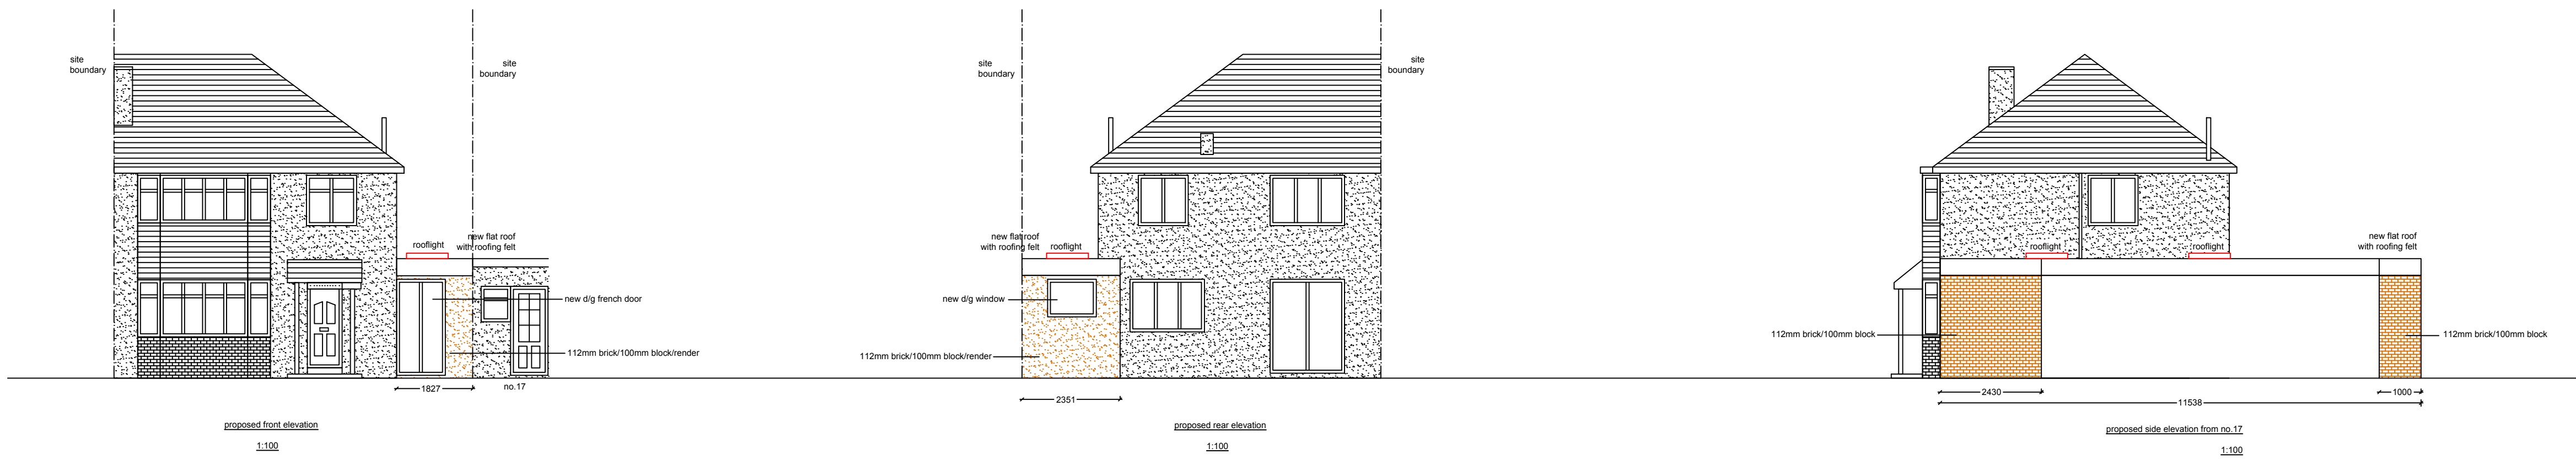 site
boundary
site
boundary
rooflight
new flat roof
with roofing felt
new d/g french door
112mm brick/100mm block/render
1827
no.17
proposed front elevation
1:100
site
boundary
site
boundary
new flat roof
with roofing felt
rooflight
new d/g window
112mm brick/100mm block/render
2351
proposed rear elevation
1:100
rooflight
rooflight
new flat roof
with roofing felt
112mm brick/100mm block
112mm brick/100mm block
2430
1000
11538
proposed side elevation from no.17
1:100